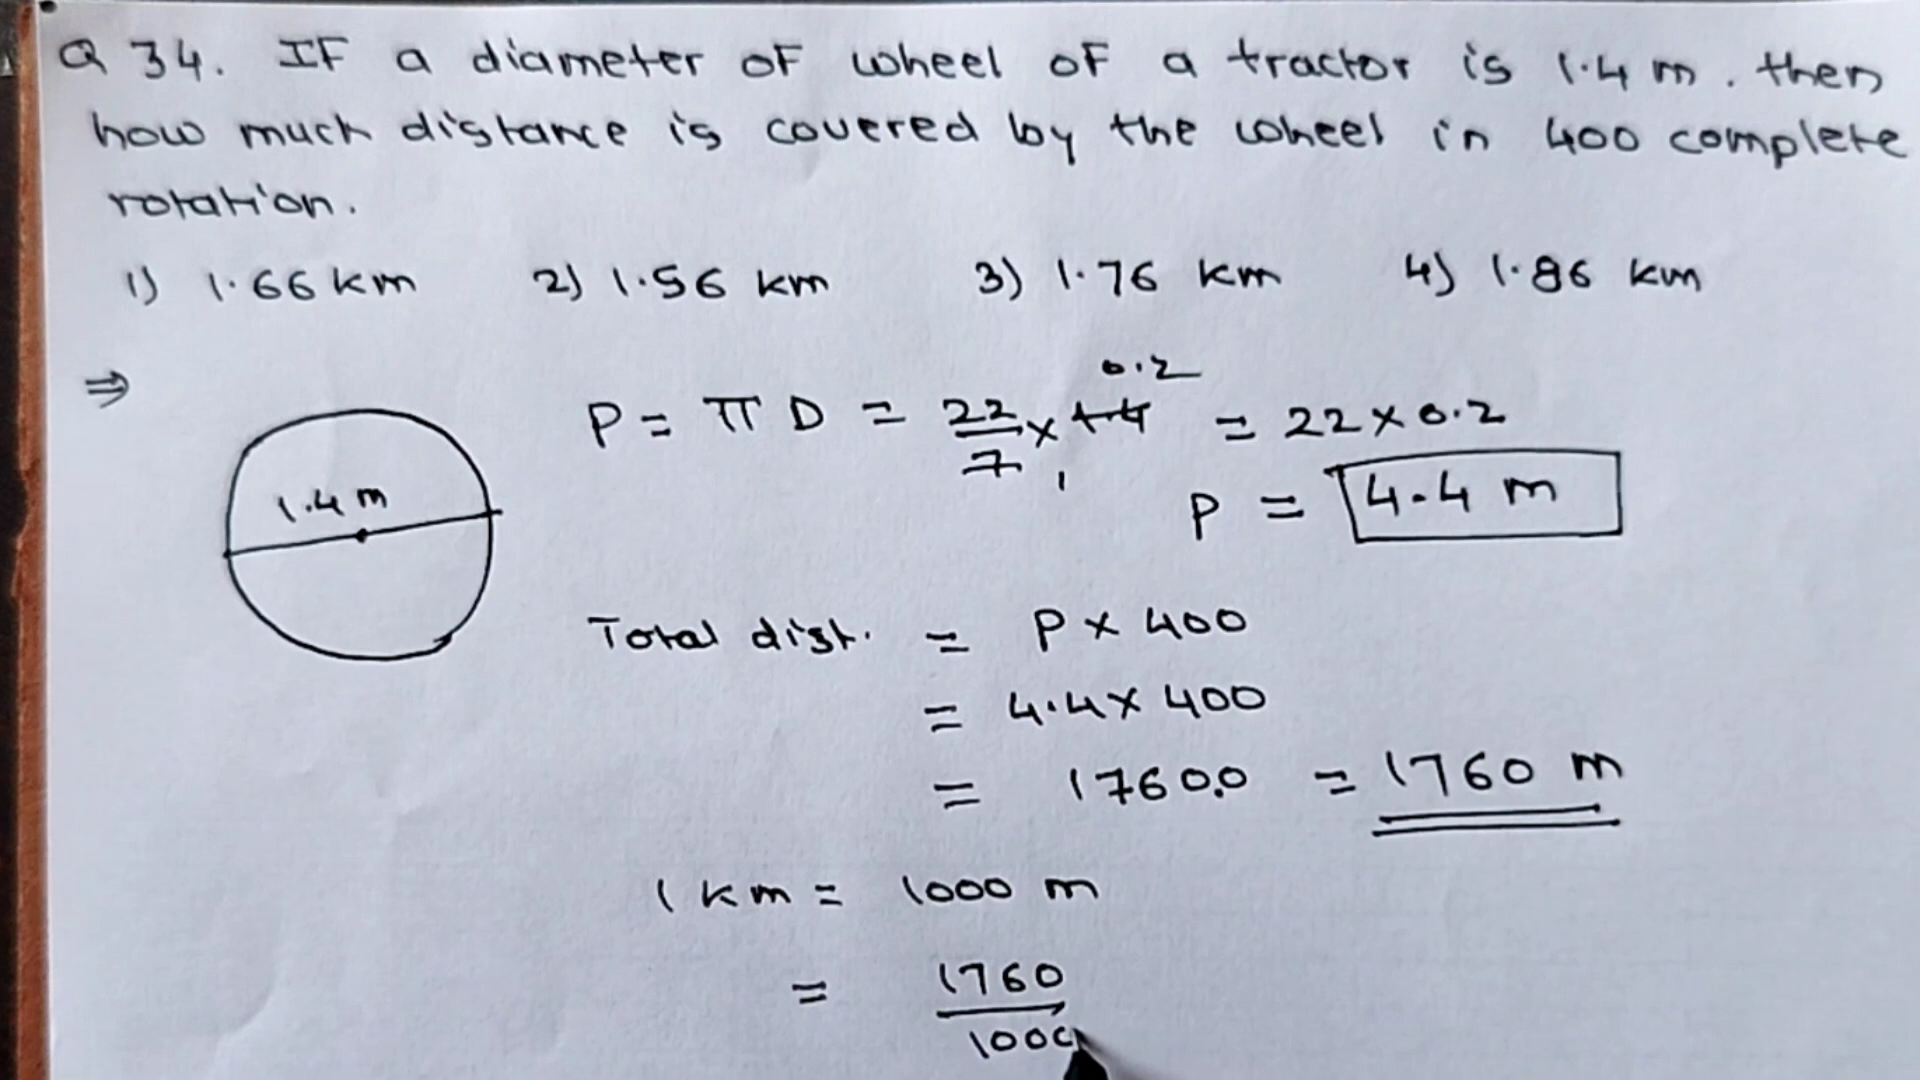 Q 34. IF a diameter OF wheel OF a tractor is 1.4 m. then
how much distance is covered by the wheel in 400 complete
rotation.
1) 1.66 km 2) 1.56 km 3) 1.76 km 4) 1.86 km
⇒
1.4 m
0.2
P = π D = 22/7 × 1.4 = 22 × 0.2
1
P = 4.4 m
Total dist. = P × 400
= 4.4 × 400
= 1760.0 = 1760 m
1 km = 1000 m
= 1760/1000